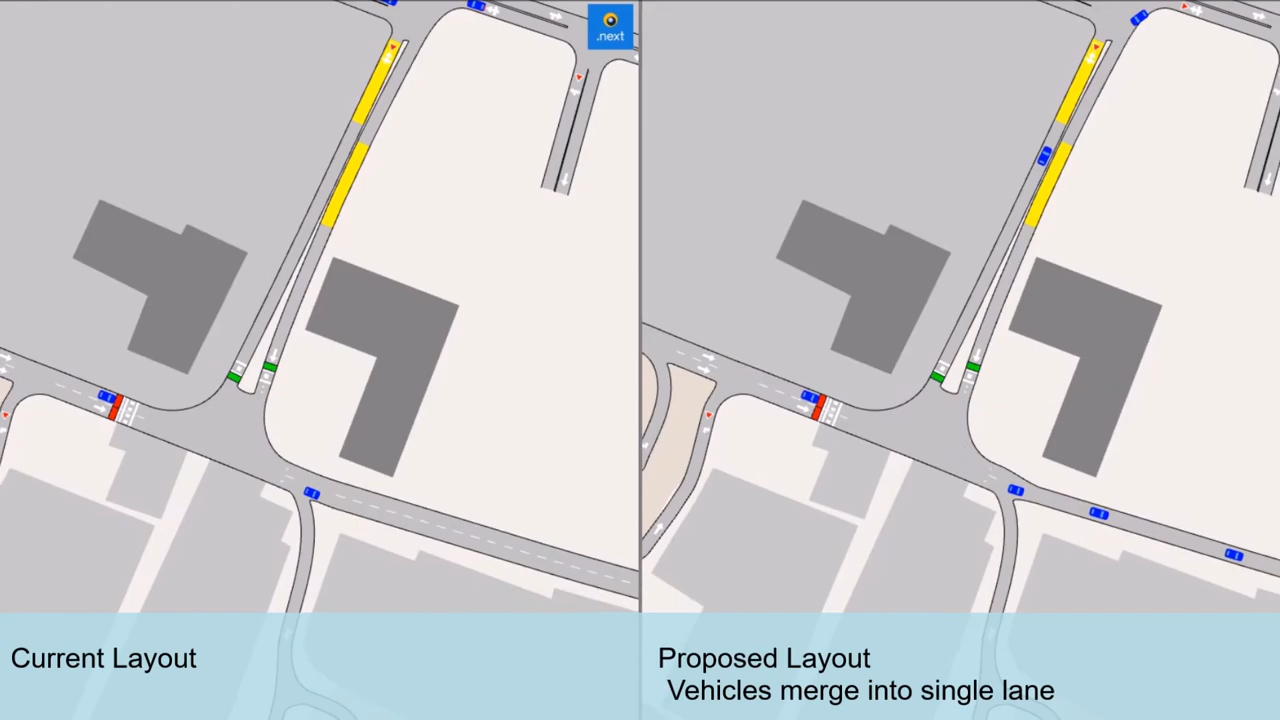 .next
Current Layout
Proposed Layout
Vehicles merge into single lane